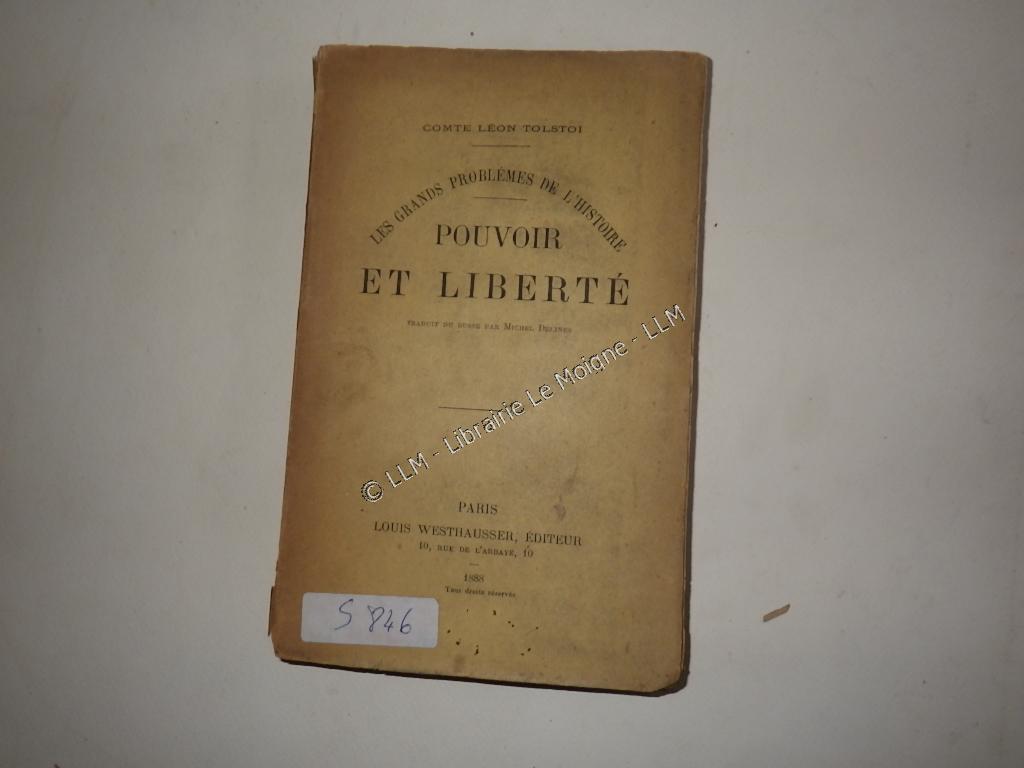 COMTE LÉON TOLSTOI
LES GRANDS PROBLÈMES DE L'HISTOIRE
POUVOIR
ET LIBERTÉ
TRADUIT DU RUSSE PAR MICHEL DELINES
© LLM - Librairie Le Moigne - LLM
PARIS
LOUIS WESTHAUSSER, ÉDITEUR
10, RUE DE L'ABBAYE, 10
1888
Tous droits réservés
S 846